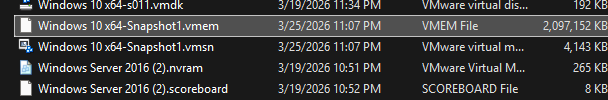 Windows 10 x64-s011.vmdk 3/19/2026 11:34 PM VMware virtual dis... 192 KB
Windows 10 x64-Snapshot1.vmem 3/25/2026 11:07 PM VMEM File 2,097,152 KB
Windows 10 x64-Snapshot1.vmsn 3/25/2026 11:07 PM VMware virtual m... 4,143 KB
Windows Server 2016 (2).nvram 3/19/2026 10:51 PM VMware Virtual M... 265 KB
Windows Server 2016 (2).scoreboard 3/19/2026 10:52 PM SCOREBOARD File 8 KB